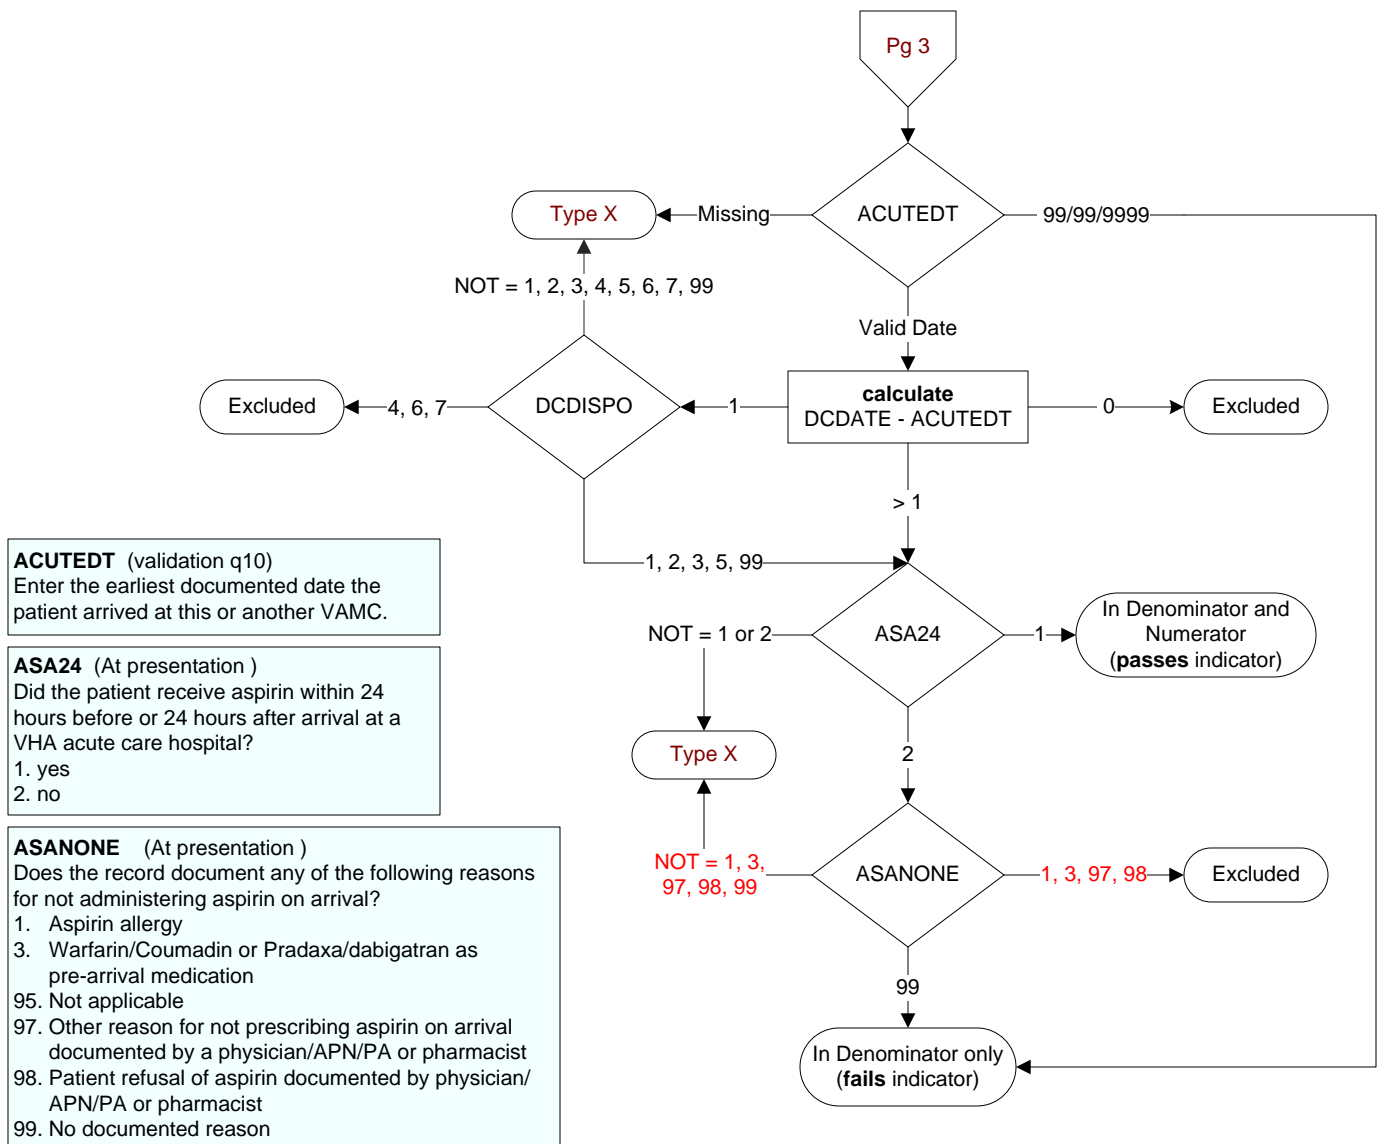 Pg 3
ACUTEDT
Missing
99/99/9999
Type X
NOT = 1, 2, 3, 4, 5, 6, 7, 99
Valid Date
calculate
DCDATE - ACUTEDT
0
Excluded
1
DCDISPO
4, 6, 7
Excluded
> 1
1, 2, 3, 5, 99
ASA24
1
In Denominator and
Numerator
(passes indicator)
NOT = 1 or 2
Type X
2
ASANONE
NOT = 1, 3,
97, 98, 99
1, 3, 97, 98
Excluded
99
In Denominator only
(fails indicator)
ACUTEDT (validation q10)
Enter the earliest documented date the
patient arrived at this or another VAMC.
ASA24 (At presentation )
Did the patient receive aspirin within 24
hours before or 24 hours after arrival at a
VHA acute care hospital?
1. yes
2. no
ASANONE (At presentation )
Does the record document any of the following reasons
for not administering aspirin on arrival?
1. Aspirin allergy
3. Warfarin/Coumadin or Pradaxa/dabigatran as
pre-arrival medication
95. Not applicable
97. Other reason for not prescribing aspirin on arrival
documented by a physician/APN/PA or pharmacist
98. Patient refusal of aspirin documented by physician/
APN/PA or pharmacist
99. No documented reason